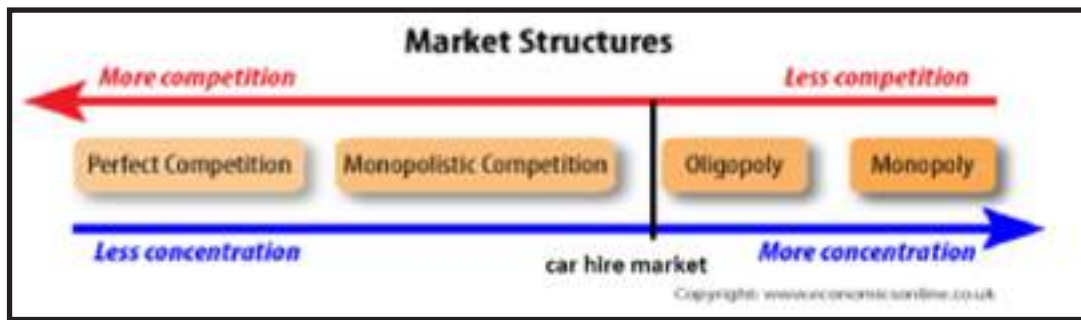 Market Structures
More competition Less competition
Perfect Competition Monopolistic Competition Oligopoly Monopoly
Less concentration More concentration
car hire market
Copyright: www.economicsonline.co.uk